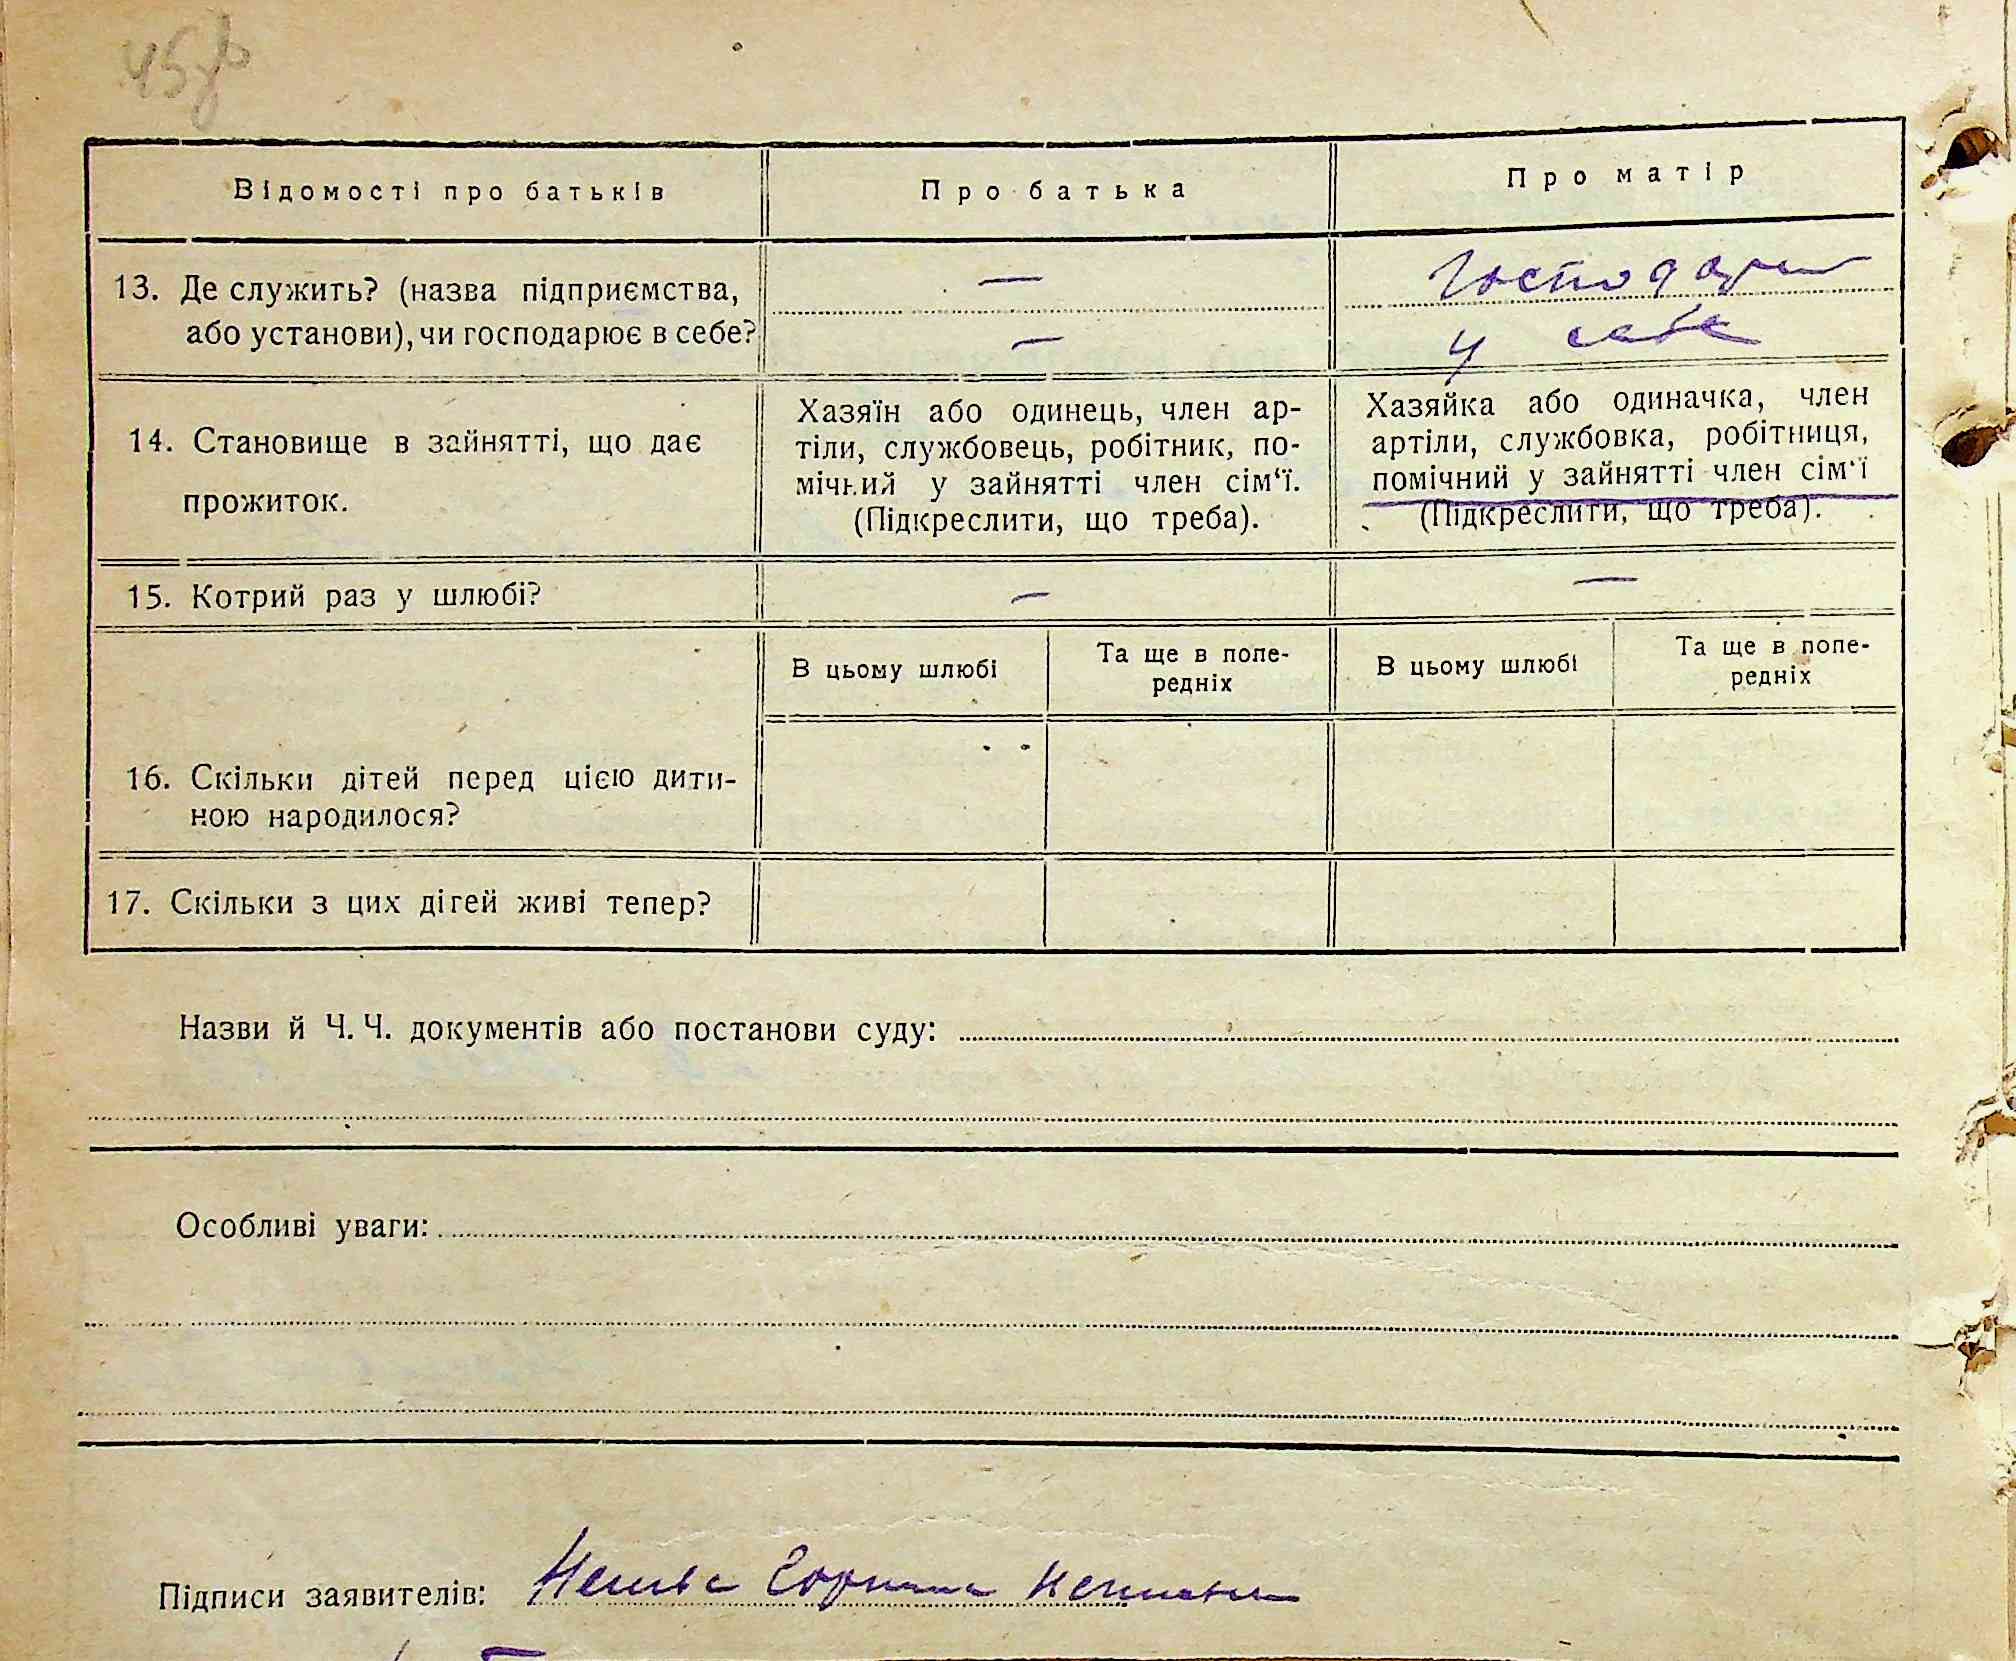 Відомості про батьків
Про батька
Про матір
13. Де служить? (назва підприємства,
або установи), чи господарює в себе?
—
—
Господарює
у себе
14. Становище в зайнятті, що дає
прожиток.
Хазяїн або одинець, член ар-
тіли, службовець, робітник, по-
мічний у зайнятті член сім‘ї.
(Підкреслити, що треба).
Хазяйка або одиначка, член
артіли, службовка, робітниця,
помічний у зайнятті член сім‘ї
(Підкреслити, що треба).
15. Котрий раз у шлюбі?
—
—
В цьому шлюбі
Та ще в попе-
редніх
В цьому шлюбі
Та ще в попе-
редніх
16. Скільки дітей перед цією дити-
ною народилося?
17. Скільки з цих дітей живі тепер?
Назви й Ч. Ч. документів або постанови суду:
Особливі уваги:
Підписи заявителів: